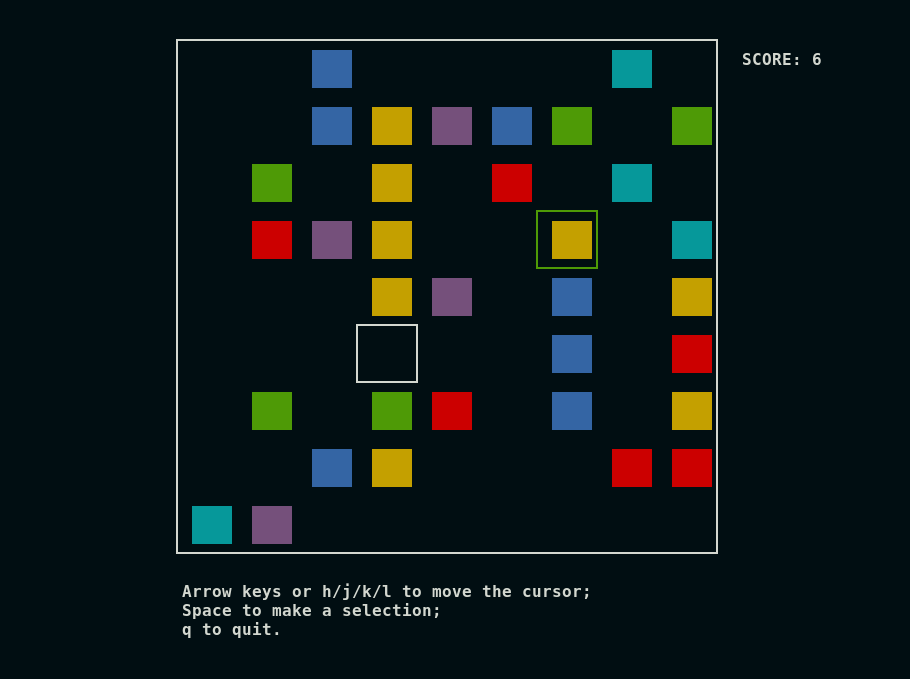 SCORE: 6
Arrow keys or h/j/k/l to move the cursor;
Space to make a selection;
q to quit.